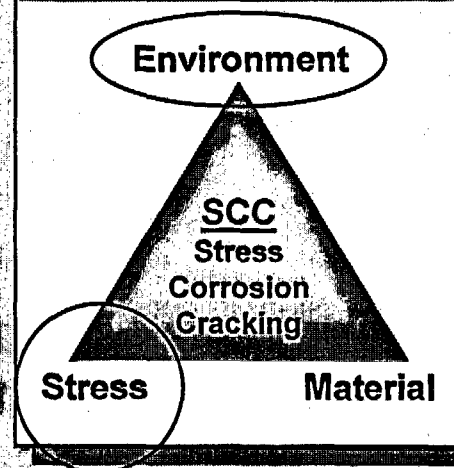 Environment
SCC
Stress
Corrosion
Cracking
Stress
Material